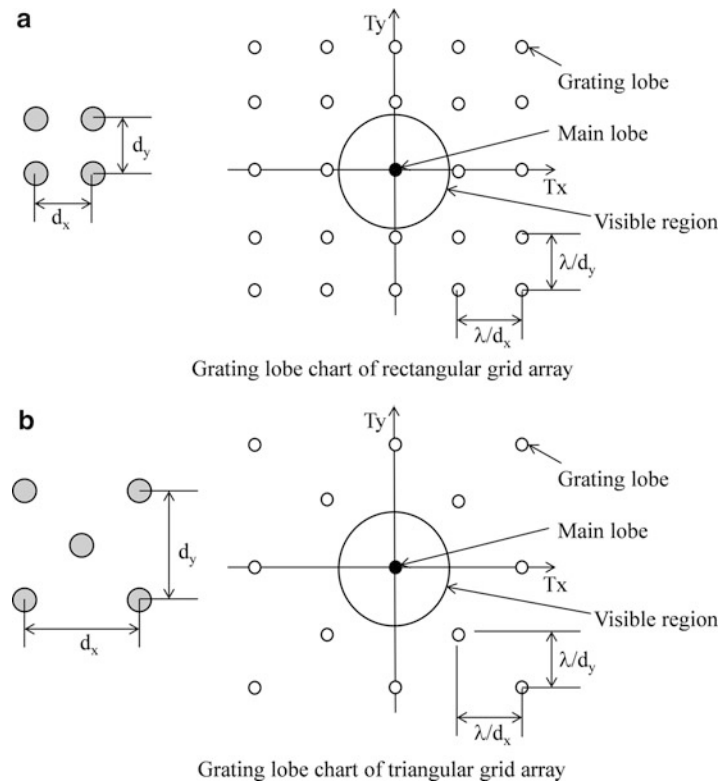 a
Ty
Grating lobe
Main lobe
dy
dx
Tx
Visible region
λ/dy
λ/dx
Grating lobe chart of rectangular grid array
b
Ty
Grating lobe
Main lobe
dy
dx
Tx
Visible region
λ/dy
λ/dx
Grating lobe chart of triangular grid array